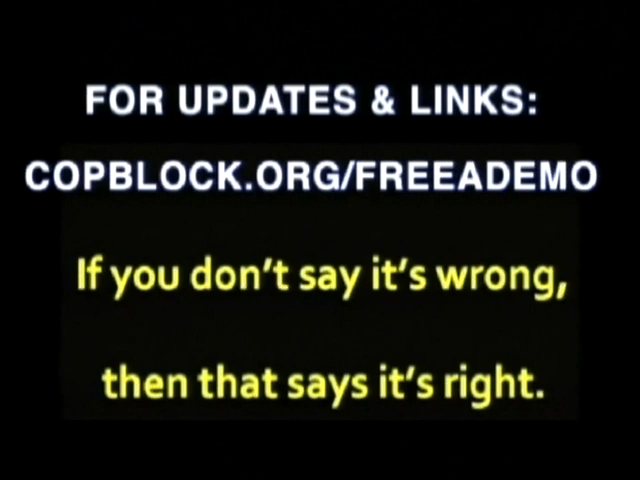 FOR UPDATES & LINKS:
COPBLOCK.ORG/FREEADEMO
If you don't say it's wrong,
then that says it's right.